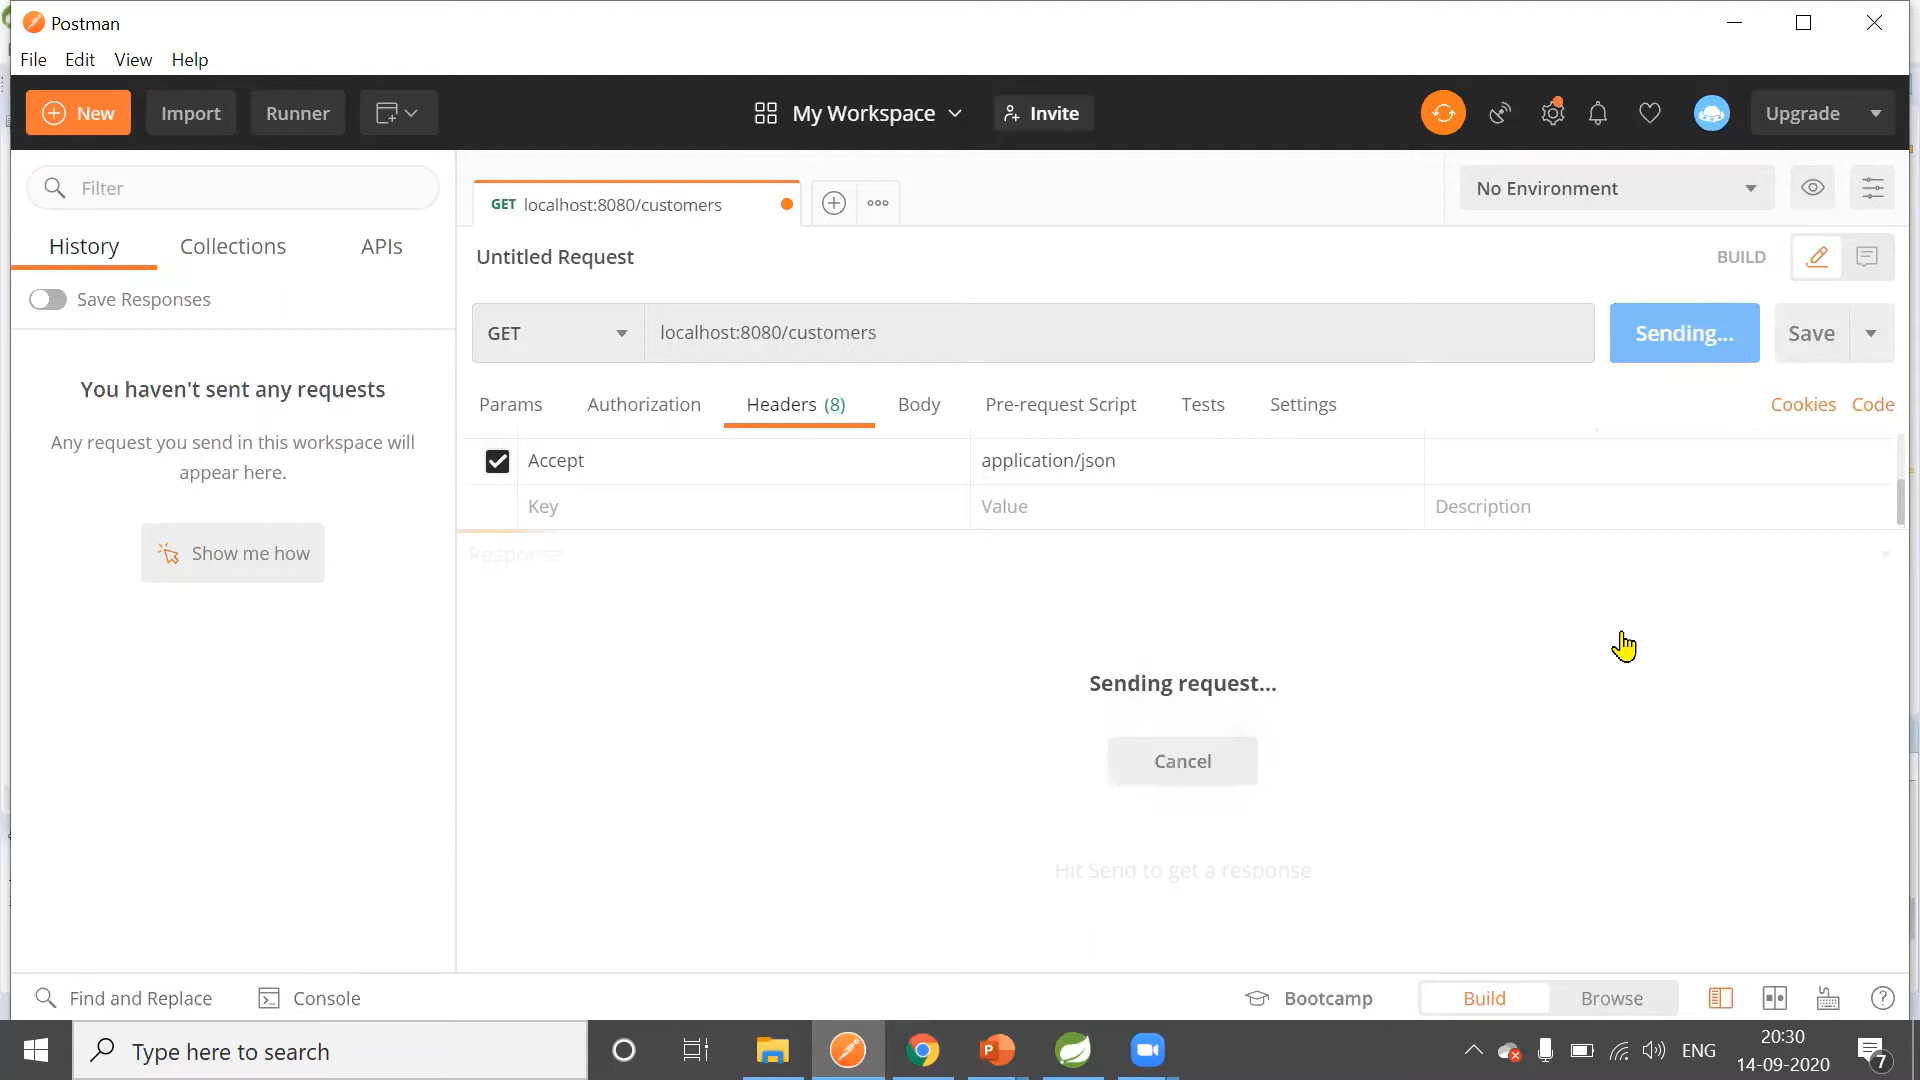 Postman
File Edit View Help
New Import Runner My Workspace Invite Upgrade
Filter
GET localhost:8080/customers
No Environment
History Collections APIs
Untitled Request
BUILD
Save Responses
GET localhost:8080/customers Sending... Save
You haven't sent any requests
Any request you send in this workspace will
appear here.
Show me how
Params Authorization Headers (8) Body Pre-request Script Tests Settings Cookies Code
Accept application/json
Key Value Description
Response
Sending request...
Cancel
Hit Send to get a response
Find and Replace Console Bootcamp Build Browse
Type here to search
ENG
20:30
14-09-2020
7